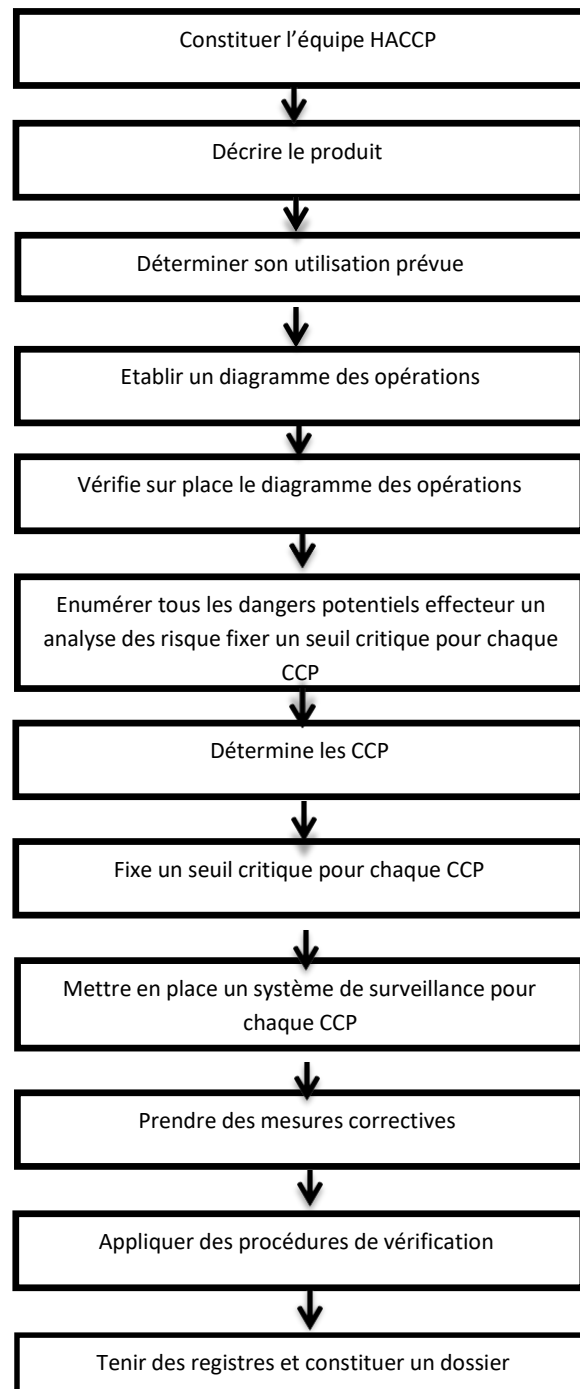 Constituer l’équipe HACCP
Décrire le produit
Déterminer son utilisation prévue
Etablir un diagramme des opérations
Vérifie sur place le diagramme des opérations
Enumérer tous les dangers potentiels effecteur un
analyse des risque fixer un seuil critique pour chaque
CCP
Détermine les CCP
Fixe un seuil critique pour chaque CCP
Mettre en place un système de surveillance pour
chaque CCP
Prendre des mesures correctives
Appliquer des procédures de vérification
Tenir des registres et constituer un dossier